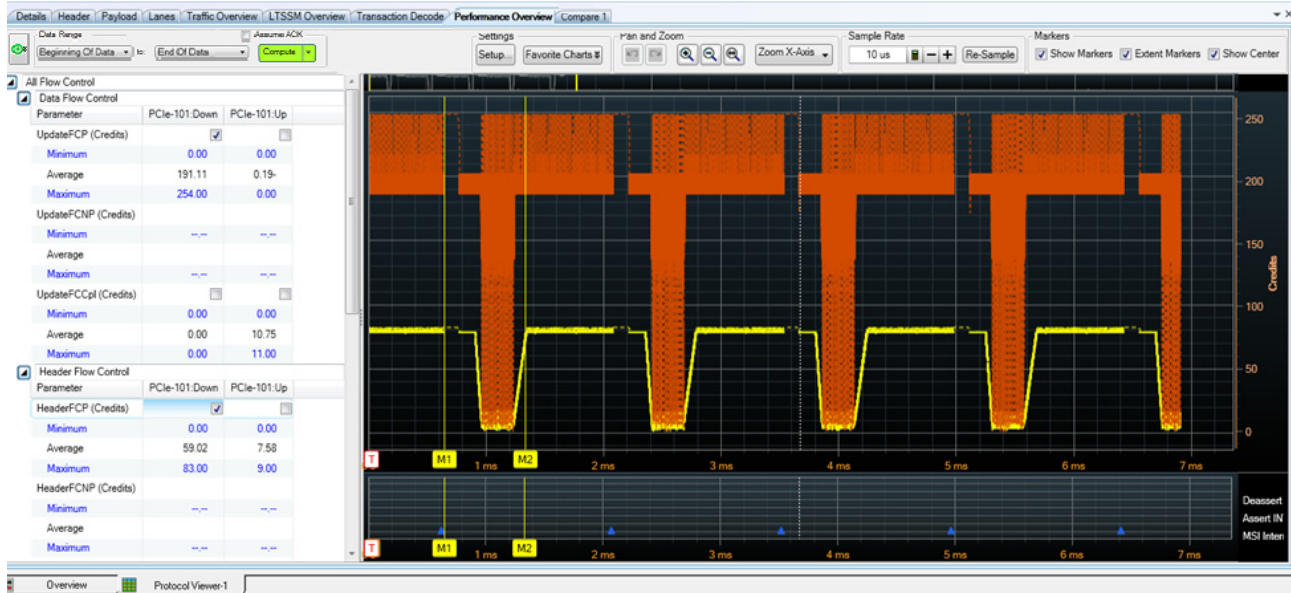 Details Header Payload Lanes Traffic Overview LTSSM Overview Transaction Decode Performance Overview Compare 1
Data Range Assume ACK Settings Pan and Zoom Sample Rate Markers
Beginning Of Data to: End Of Data Compute Setup... Favorite Charts Zoom X-Axis 10 us Re-Sample Show Markers Extent Markers Show Center
All Flow Control
Data Flow Control
Parameter PCIe-101:Down PCIe-101:Up
UpdateFCP (Credits)
Minimum 0.00 0.00
Average 191.11 0.19-
Maximum 254.00 0.00
UpdateFCNP (Credits)
Minimum --.-- --.--
Average
Maximum --.-- --.--
UpdateFCCpl (Credits)
Minimum 0.00 0.00
Average 0.00 10.75
Maximum 0.00 11.00
Header Flow Control
Parameter PCIe-101:Down PCIe-101:Up
HeaderFCP (Credits)
Minimum 0.00 0.00
Average 59.02 7.58
Maximum 83.00 9.00
HeaderFCNP (Credits)
Minimum --.-- --.--
Average
Maximum --.-- --.--
250
200
150
100
50
0
Credits
T M1 1 ms M2 2 ms 3 ms 4 ms 5 ms 6 ms 7 ms
Deassert
Assert IN
MSI Inten
T M1 1 ms M2 2 ms 3 ms 4 ms 5 ms 6 ms 7 ms
Overview Protocol Viewer-1